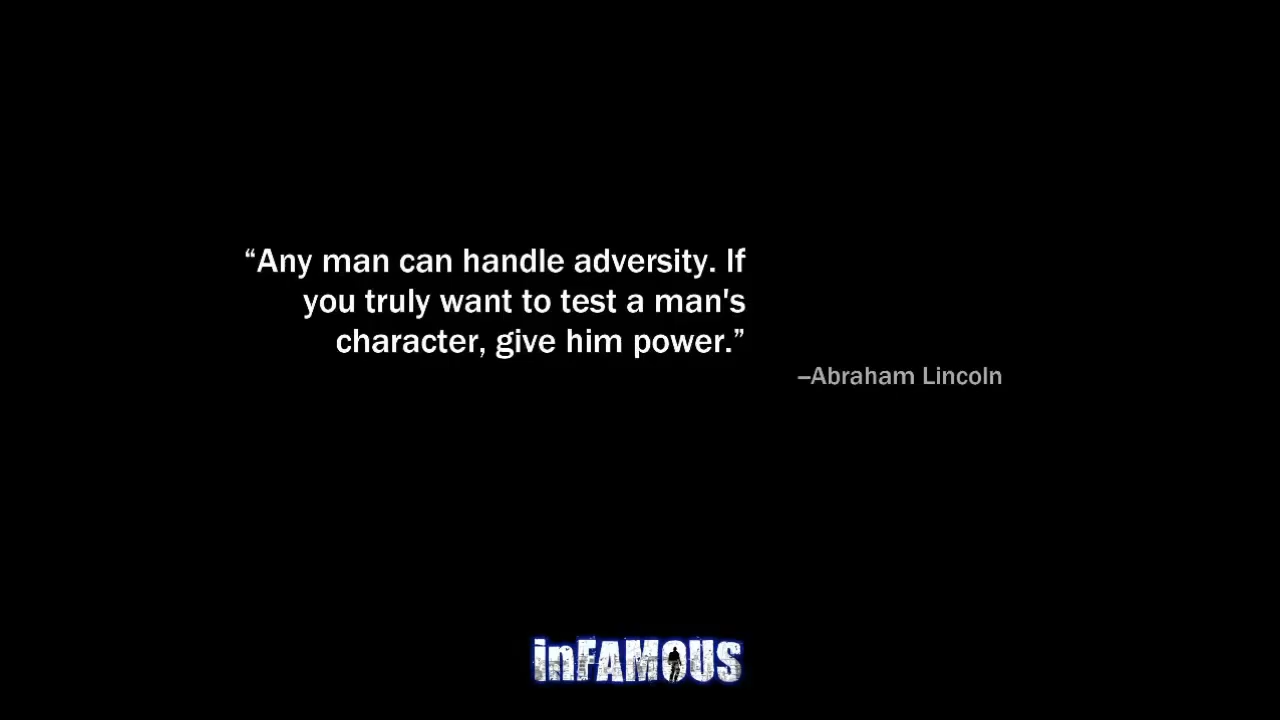 “Any man can handle adversity. If
you truly want to test a man's
character, give him power.”
–Abraham Lincoln
inFAMOUS